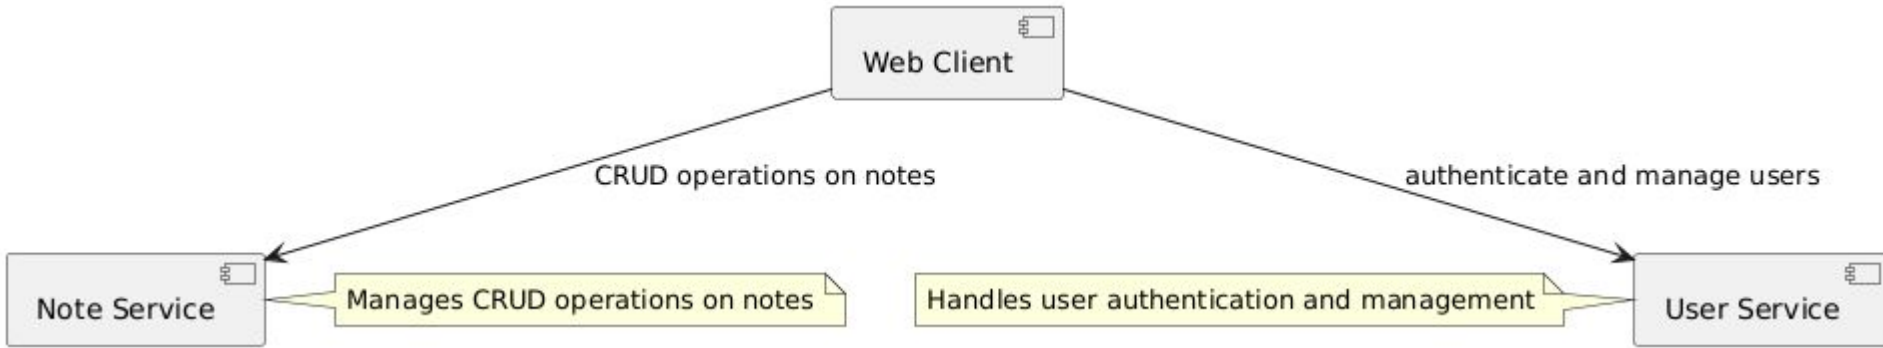 Web Client
CRUD operations on notes
authenticate and manage users
Note Service
Manages CRUD operations on notes
Handles user authentication and management
User Service